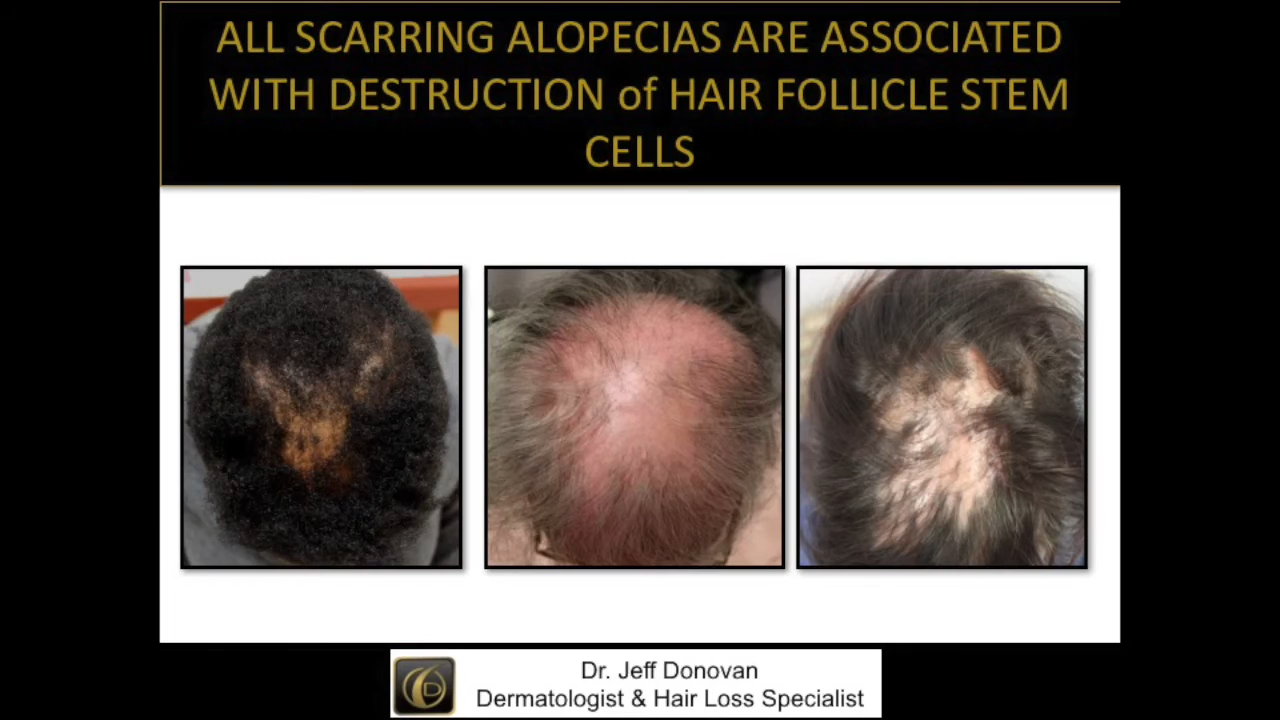 ALL SCARRING ALOPECIAS ARE ASSOCIATED
WITH DESTRUCTION of HAIR FOLLICLE STEM
CELLS
Dr. Jeff Donovan
Dermatologist & Hair Loss Specialist